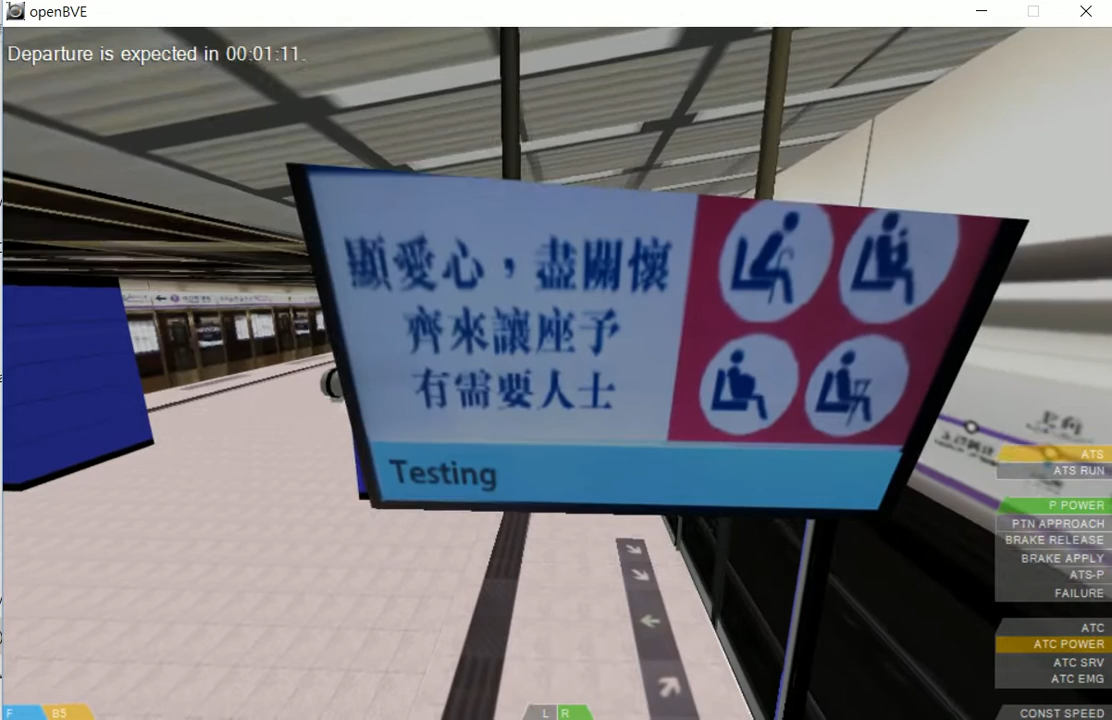 openBVE
Departure is expected in 00:01:11.
顯愛心，盡關懷
齊來讓座予
有需要人士
Testing
ATS
ATS RUN
P POWER
PTN APPROACH
BRAKE RELEASE
BRAKE APPLY
ATS-P
FAILURE
ATC
ATC POWER
ATC SRV
ATC EMG
CONST SPEED
F B5
L R